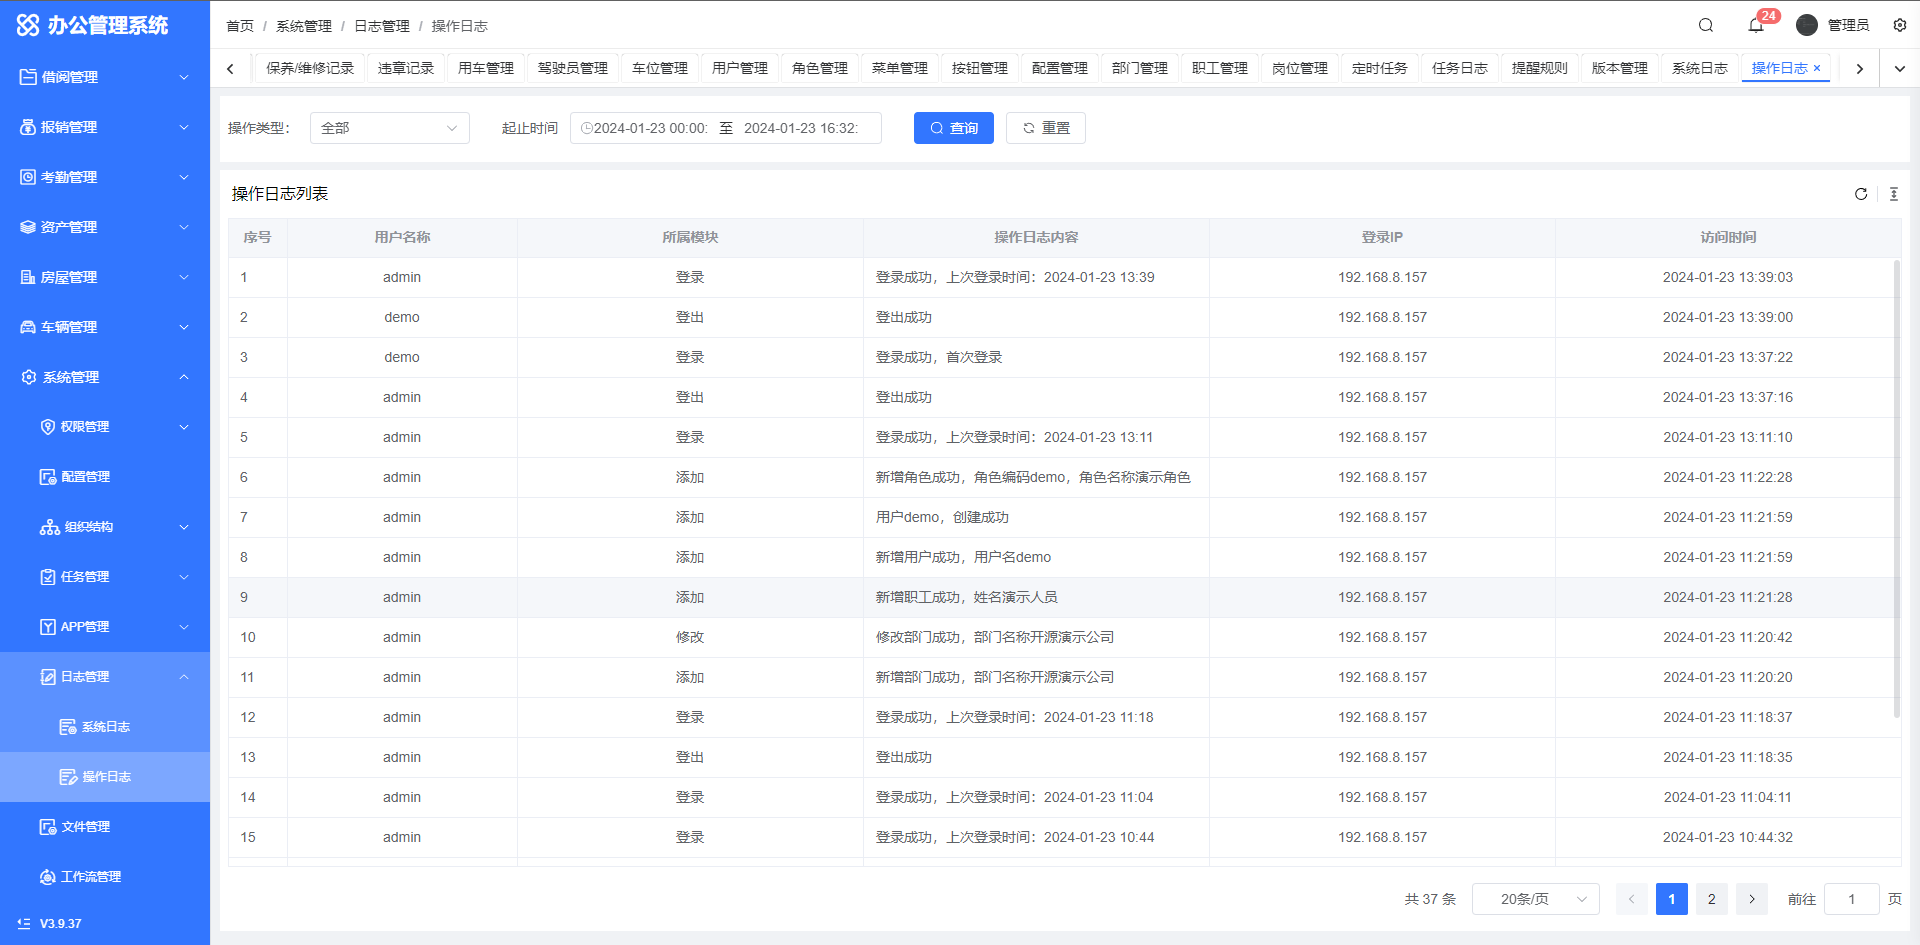 办公管理系统
首页 / 系统管理 / 日志管理 / 操作日志
24
管理员
保养/维修记录 违章记录 用车管理 驾驶员管理 车位管理 用户管理 角色管理 菜单管理 按钮管理 配置管理 部门管理 职工管理 岗位管理 定时任务 任务日志 提醒规则 版本管理 系统日志 操作日志 ×
借阅管理
报销管理
考勤管理
资产管理
房屋管理
车辆管理
系统管理
权限管理
配置管理
组织结构
任务管理
APP管理
日志管理
系统日志
操作日志
文件管理
工作流管理
V3.9.37
操作类型： 全部 起止时间 2024-01-23 00:00: 至 2024-01-23 16:32: 查询 重置
操作日志列表
序号 用户名称 所属模块 操作日志内容 登录IP 访问时间
1 admin 登录 登录成功，上次登录时间：2024-01-23 13:39 192.168.8.157 2024-01-23 13:39:03
2 demo 登出 登出成功 192.168.8.157 2024-01-23 13:39:00
3 demo 登录 登录成功，首次登录 192.168.8.157 2024-01-23 13:37:22
4 admin 登出 登出成功 192.168.8.157 2024-01-23 13:37:16
5 admin 登录 登录成功，上次登录时间：2024-01-23 13:11 192.168.8.157 2024-01-23 13:11:10
6 admin 添加 新增角色成功，角色编码demo，角色名称演示角色 192.168.8.157 2024-01-23 11:22:28
7 admin 添加 用户demo，创建成功 192.168.8.157 2024-01-23 11:21:59
8 admin 添加 新增用户成功，用户名demo 192.168.8.157 2024-01-23 11:21:59
9 admin 添加 新增职工成功，姓名演示人员 192.168.8.157 2024-01-23 11:21:28
10 admin 修改 修改部门成功，部门名称开源演示公司 192.168.8.157 2024-01-23 11:20:42
11 admin 添加 新增部门成功，部门名称开源演示公司 192.168.8.157 2024-01-23 11:20:20
12 admin 登录 登录成功，上次登录时间：2024-01-23 11:18 192.168.8.157 2024-01-23 11:18:37
13 admin 登出 登出成功 192.168.8.157 2024-01-23 11:18:35
14 admin 登录 登录成功，上次登录时间：2024-01-23 11:04 192.168.8.157 2024-01-23 11:04:11
15 admin 登录 登录成功，上次登录时间：2024-01-23 10:44 192.168.8.157 2024-01-23 10:44:32
共 37 条 20条/页 1 2 前往 1 页